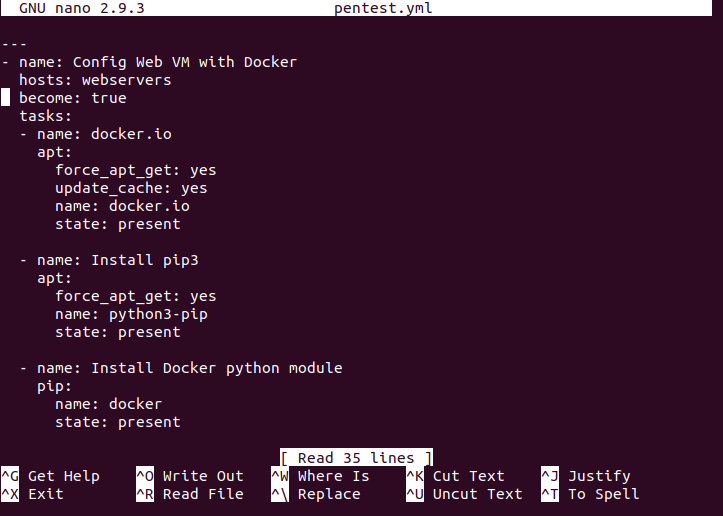 GNU nano 2.9.3 pentest.yml
---
- name: Config Web VM with Docker
  hosts: webservers
  become: true
  tasks:
  - name: docker.io
    apt:
      force_apt_get: yes
      update_cache: yes
      name: docker.io
      state: present

  - name: Install pip3
    apt:
      force_apt_get: yes
      name: python3-pip
      state: present

  - name: Install Docker python module
    pip:
      name: docker
      state: present

[ Read 35 lines ]
^G Get Help ^O Write Out ^W Where Is ^K Cut Text ^J Justify
^X Exit ^R Read File ^\ Replace ^U Uncut Text ^T To Spell